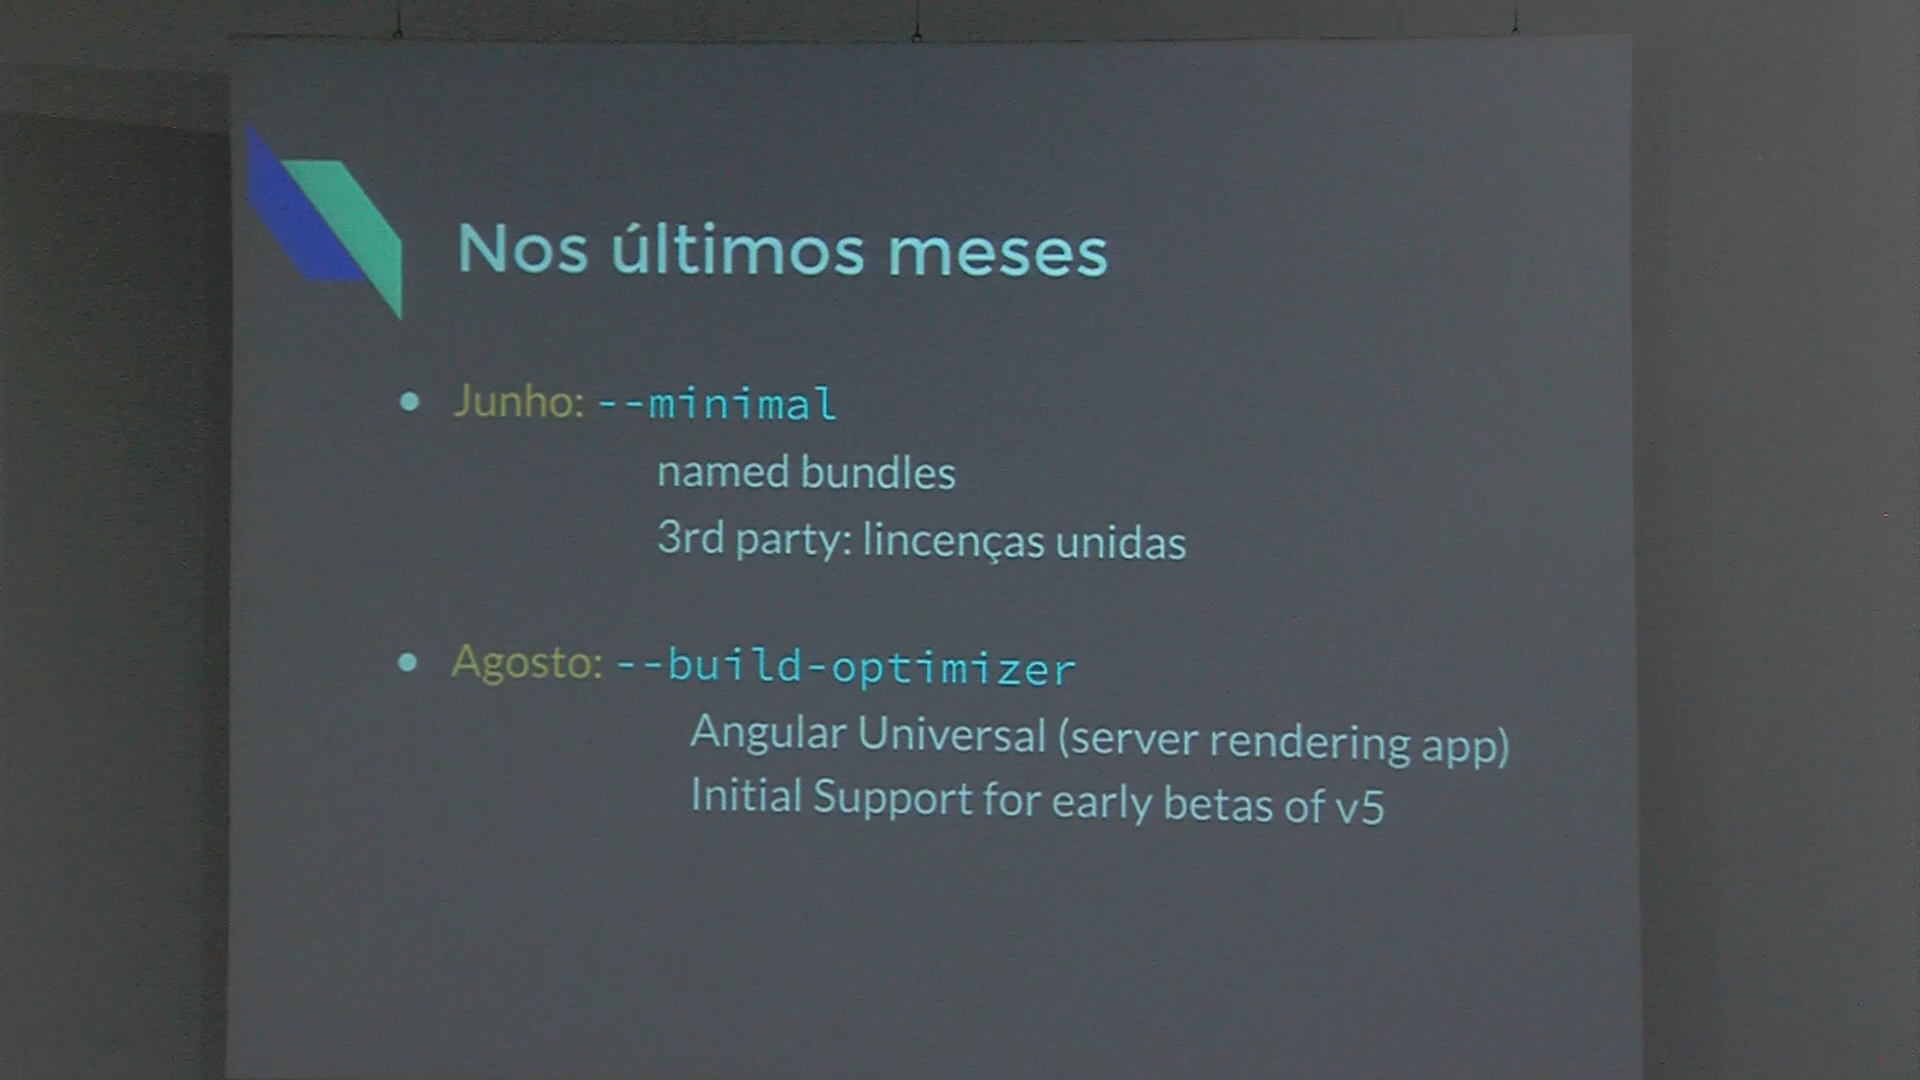 Nos últimos meses
Junho: --minimal
named bundles
3rd party: lincenças unidas
Agosto: --build-optimizer
Angular Universal (server rendering app)
Initial Support for early betas of v5